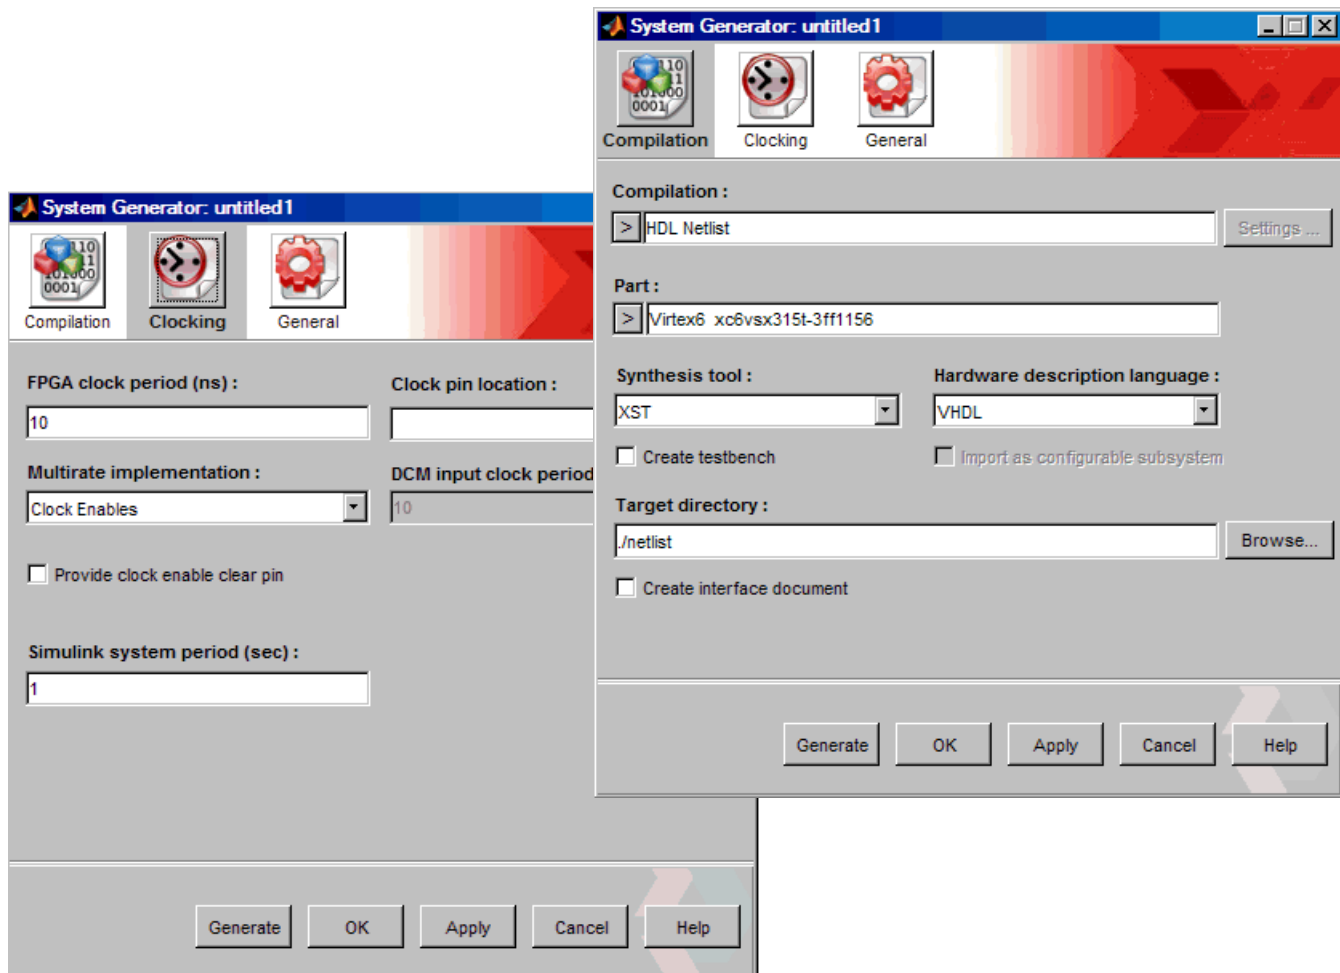 System Generator: untitled1
Compilation
Clocking
General
Compilation :
> HDL Netlist
Settings ...
Part :
> Virtex6 xc6vsx315t-3ff1156
Synthesis tool :
Hardware description language :
XST
VHDL
Create testbench
Import as configurable subsystem
Target directory :
./netlist
Browse...
Create interface document
Generate
OK
Apply
Cancel
Help
System Generator: untitled1
Compilation
Clocking
General
FPGA clock period (ns) :
Clock pin location :
10
Multirate implementation :
DCM input clock period
Clock Enables
10
Provide clock enable clear pin
Simulink system period (sec) :
1
Generate
OK
Apply
Cancel
Help